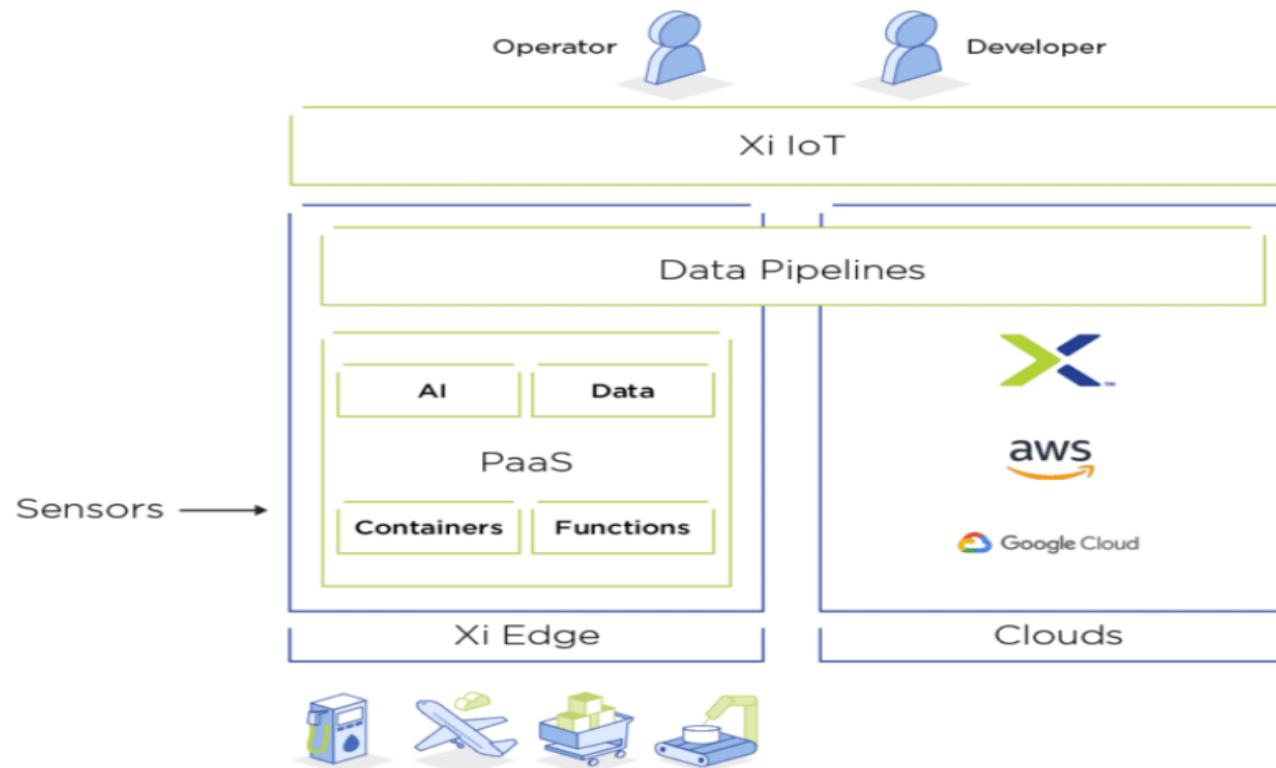 Operator
Developer
Xi IoT
Data Pipelines
AI
Data
PaaS
aws
Sensors
Containers
Functions
Google Cloud
Xi Edge
Clouds